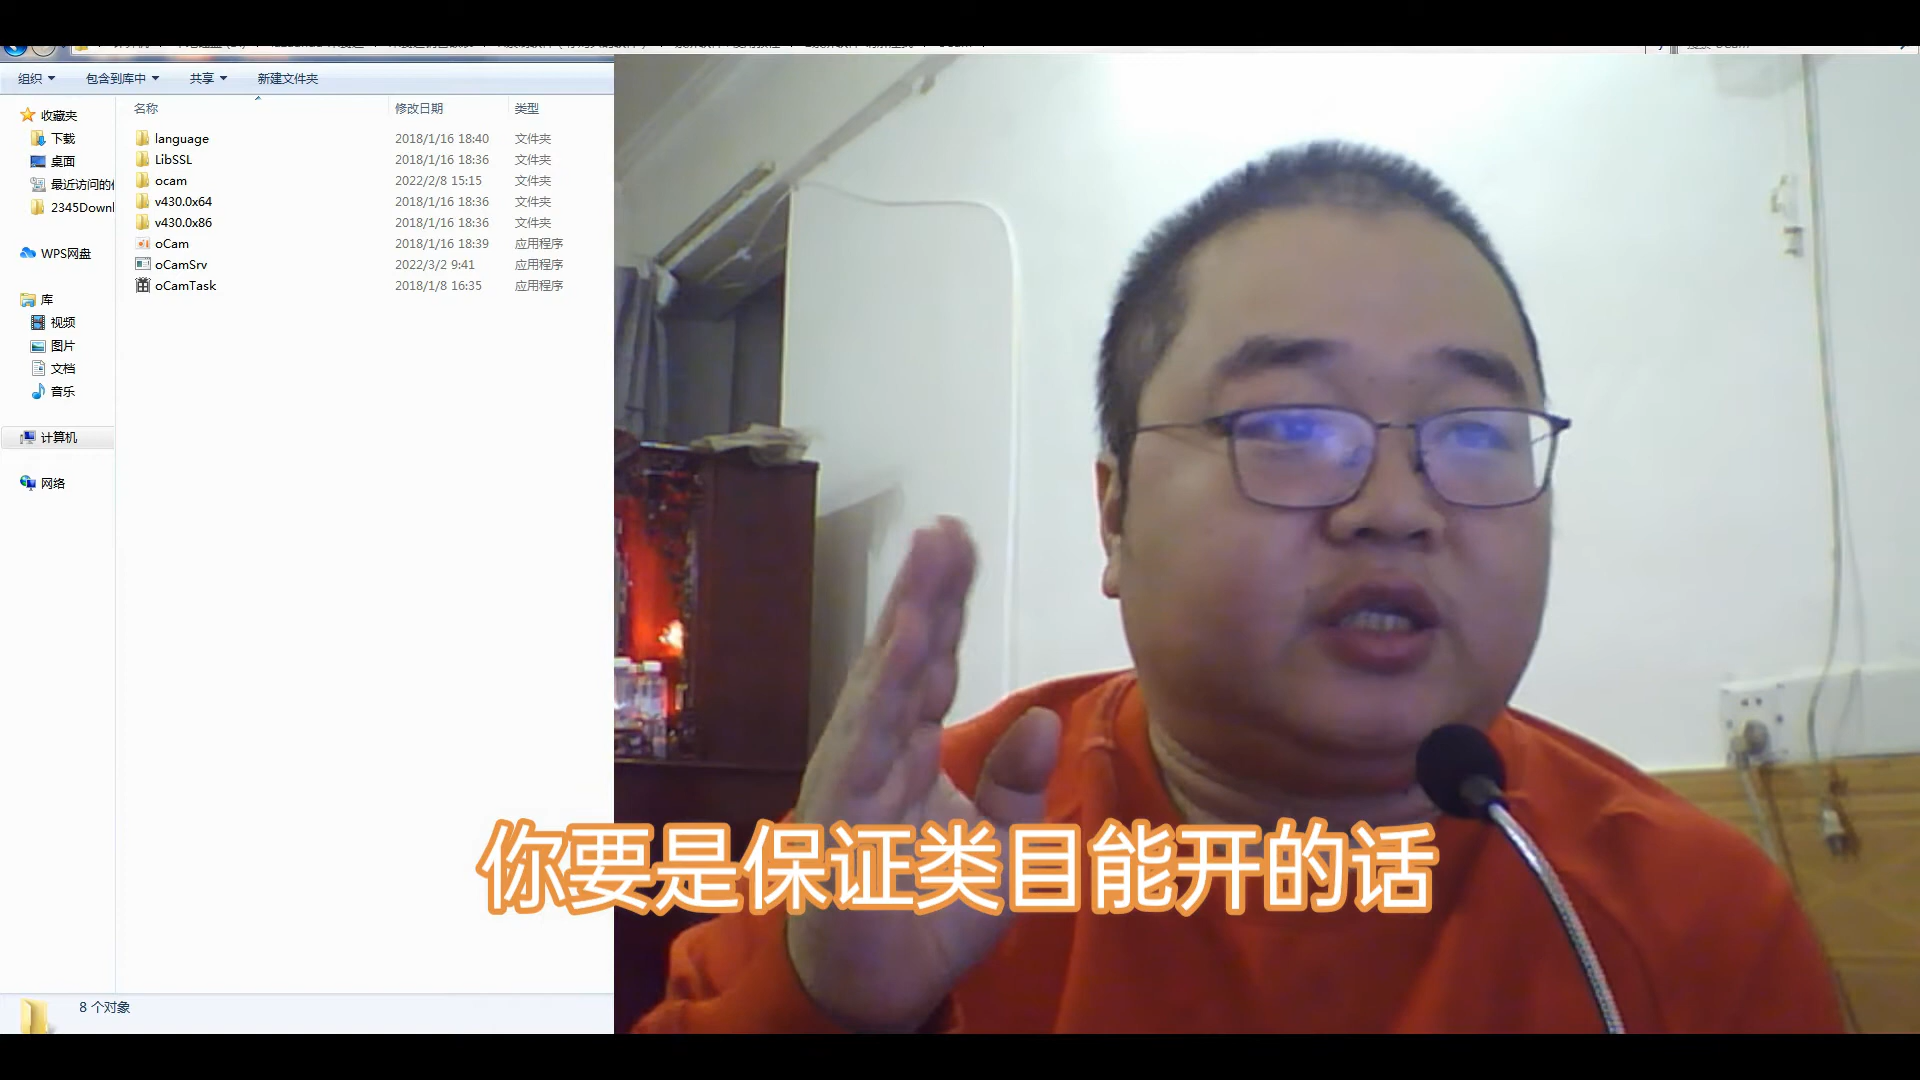 组织
包含到库中
共享
新建文件夹
名称
修改日期
类型
收藏夹
下载
桌面
最近访问的
2345Downl
WPS网盘
库
视频
图片
文档
音乐
计算机
网络
language 2018/1/16 18:40 文件夹
LibSSL 2018/1/16 18:36 文件夹
ocam 2022/2/8 15:15 文件夹
v430.0x64 2018/1/16 18:36 文件夹
v430.0x86 2018/1/16 18:36 文件夹
oCam 2018/1/16 18:39 应用程序
oCamSrv 2022/3/2 9:41 应用程序
oCamTask 2018/1/8 16:35 应用程序
你要是保证类目能开的话
8 个对象